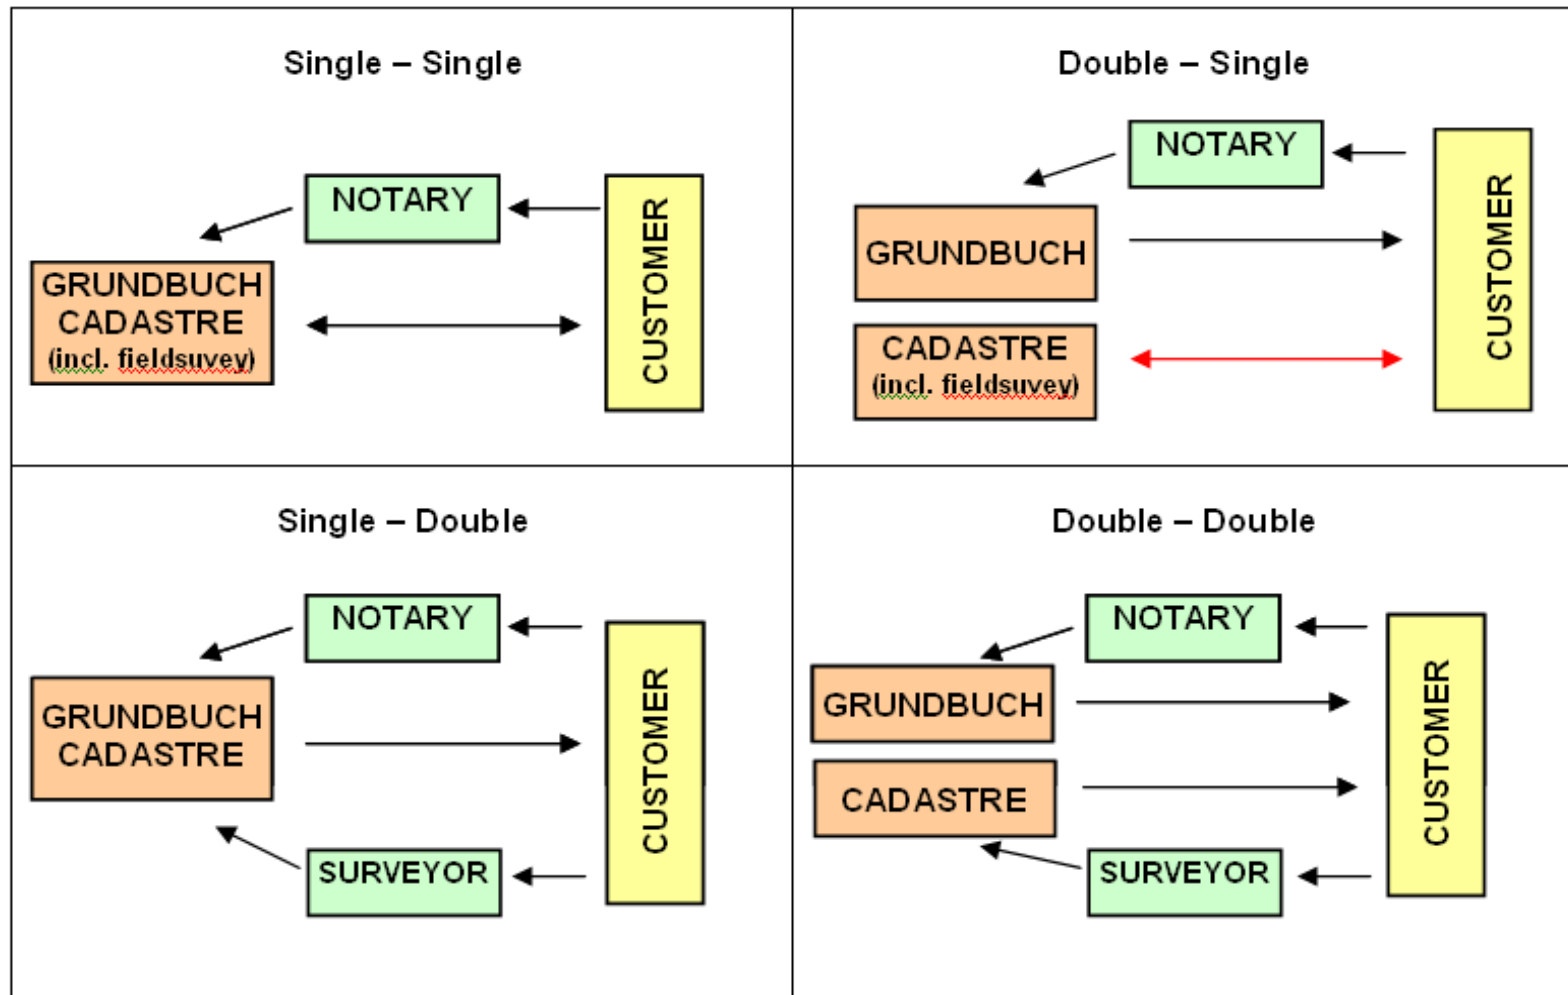 Single – Single
NOTARY
GRUNDBUCH
CADASTRE
(incl. fieldsuvey)
CUSTOMER
Double – Single
NOTARY
GRUNDBUCH
CADASTRE
(incl. fieldsuvey)
CUSTOMER
Single – Double
NOTARY
GRUNDBUCH
CADASTRE
SURVEYOR
CUSTOMER
Double – Double
NOTARY
GRUNDBUCH
CADASTRE
SURVEYOR
CUSTOMER